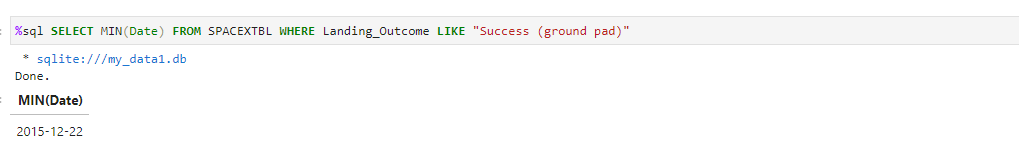 %sql SELECT MIN(Date) FROM SPACEXTBL WHERE Landing_Outcome LIKE "Success (ground pad)"
* sqlite:///my_data1.db
Done.
MIN(Date)
2015-12-22